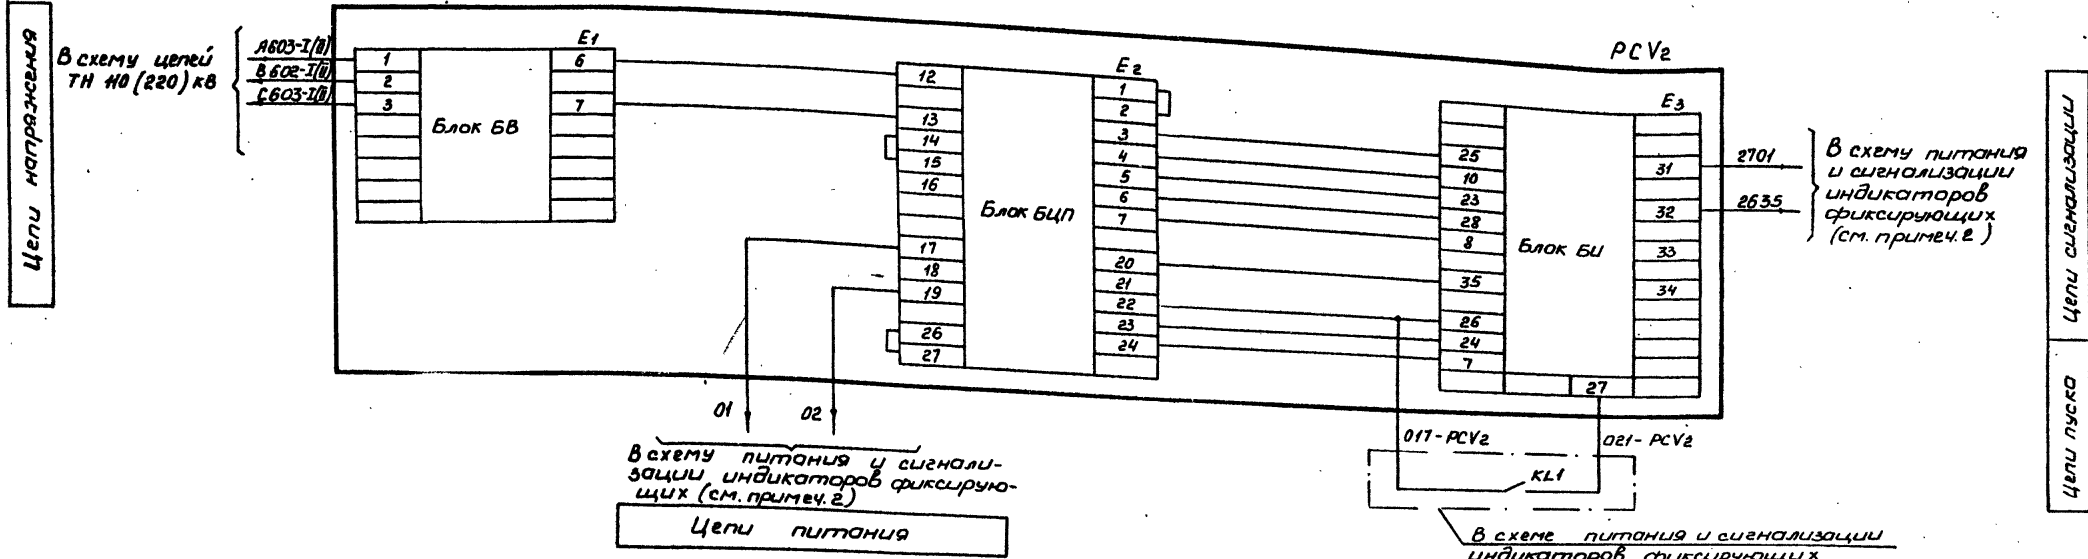 Цепи напряжения
В схему цепей
ТН 110 (220) кВ
А603-I(II)
В602-I(II)
С603-I(II)
1
2
3
Блок БВ
E1
6
7
12
13
14
15
16
17
18
19
26
27
Блок БЦП
E2
1
2
3
4
5
6
7
20
21
22
23
24
PCV2
25
10
23
28
8
35
26
24
7
Блок БИ
27
E3
31
32
33
34
2701
2635
В схему питания
и сигнализации
индикаторов
фиксирующих
(см. примеч. 2)
Цепи сигнализации
Цепи пуска
01
02
В схему питания и сигнали-
зации индикаторов фиксирую-
щих (см. примеч. 2)
Цепи питания
017-PCV2
021-PCV2
KL1
В схеме питания и сигнализации
индикаторов фиксирующих